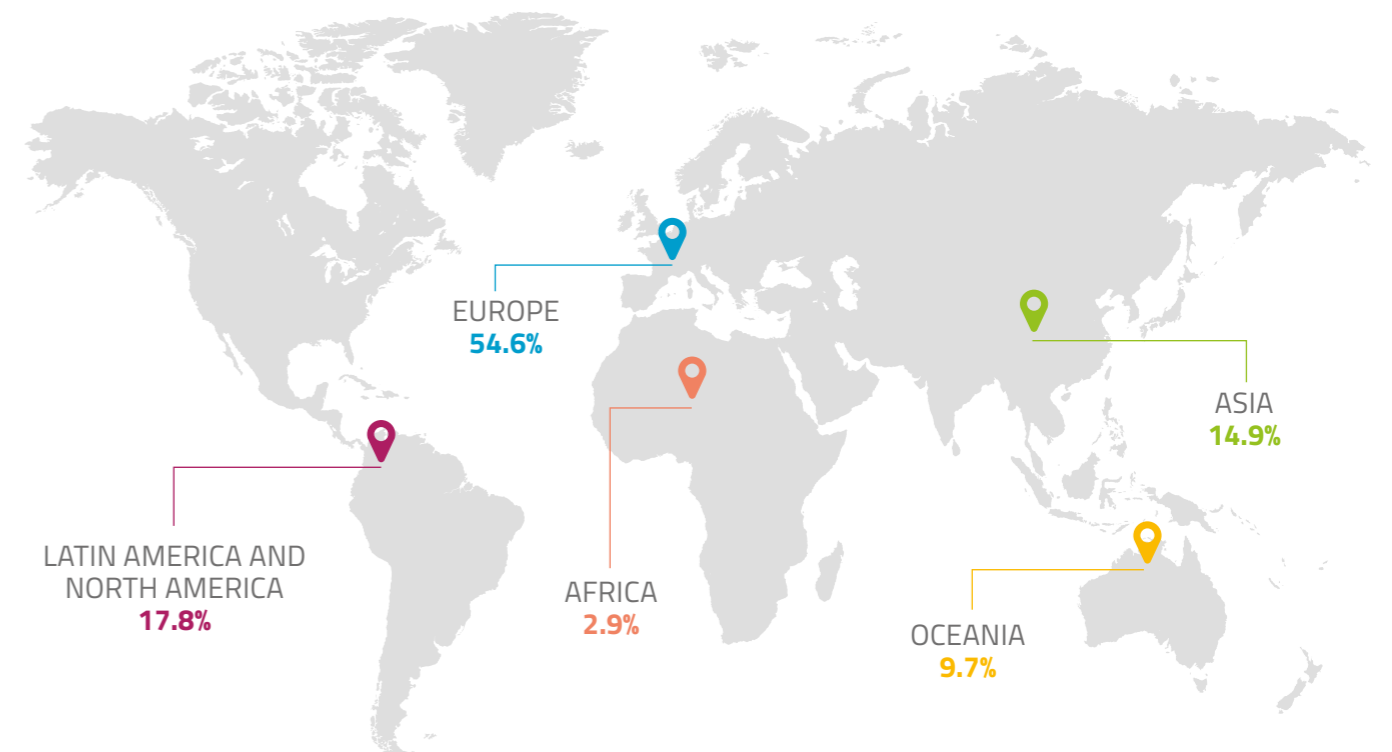 EUROPE
54.6%
ASIA
14.9%
LATIN AMERICA AND
NORTH AMERICA
17.8%
AFRICA
2.9%
OCEANIA
9.7%